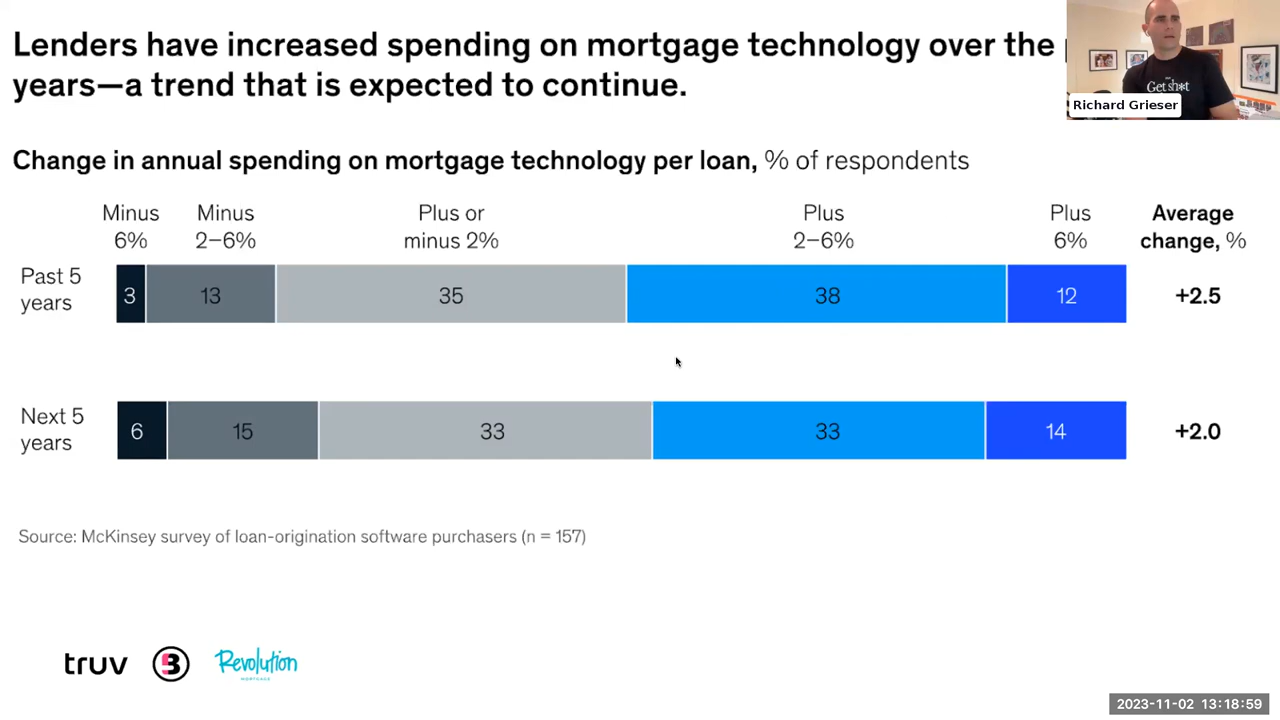 Lenders have increased spending on mortgage technology over the
years—a trend that is expected to continue.
Get sh*t
Richard Grieser
Change in annual spending on mortgage technology per loan, % of respondents
Minus 6%
Minus 2–6%
Plus or minus 2%
Plus 2–6%
Plus 6%
Average change, %
Past 5 years
3 13 35 38 12 +2.5
Next 5 years
6 15 33 33 14 +2.0
Source: McKinsey survey of loan-origination software purchasers (n = 157)
truv B Revolution
MORTGAGE
2023-11-02 13:18:59